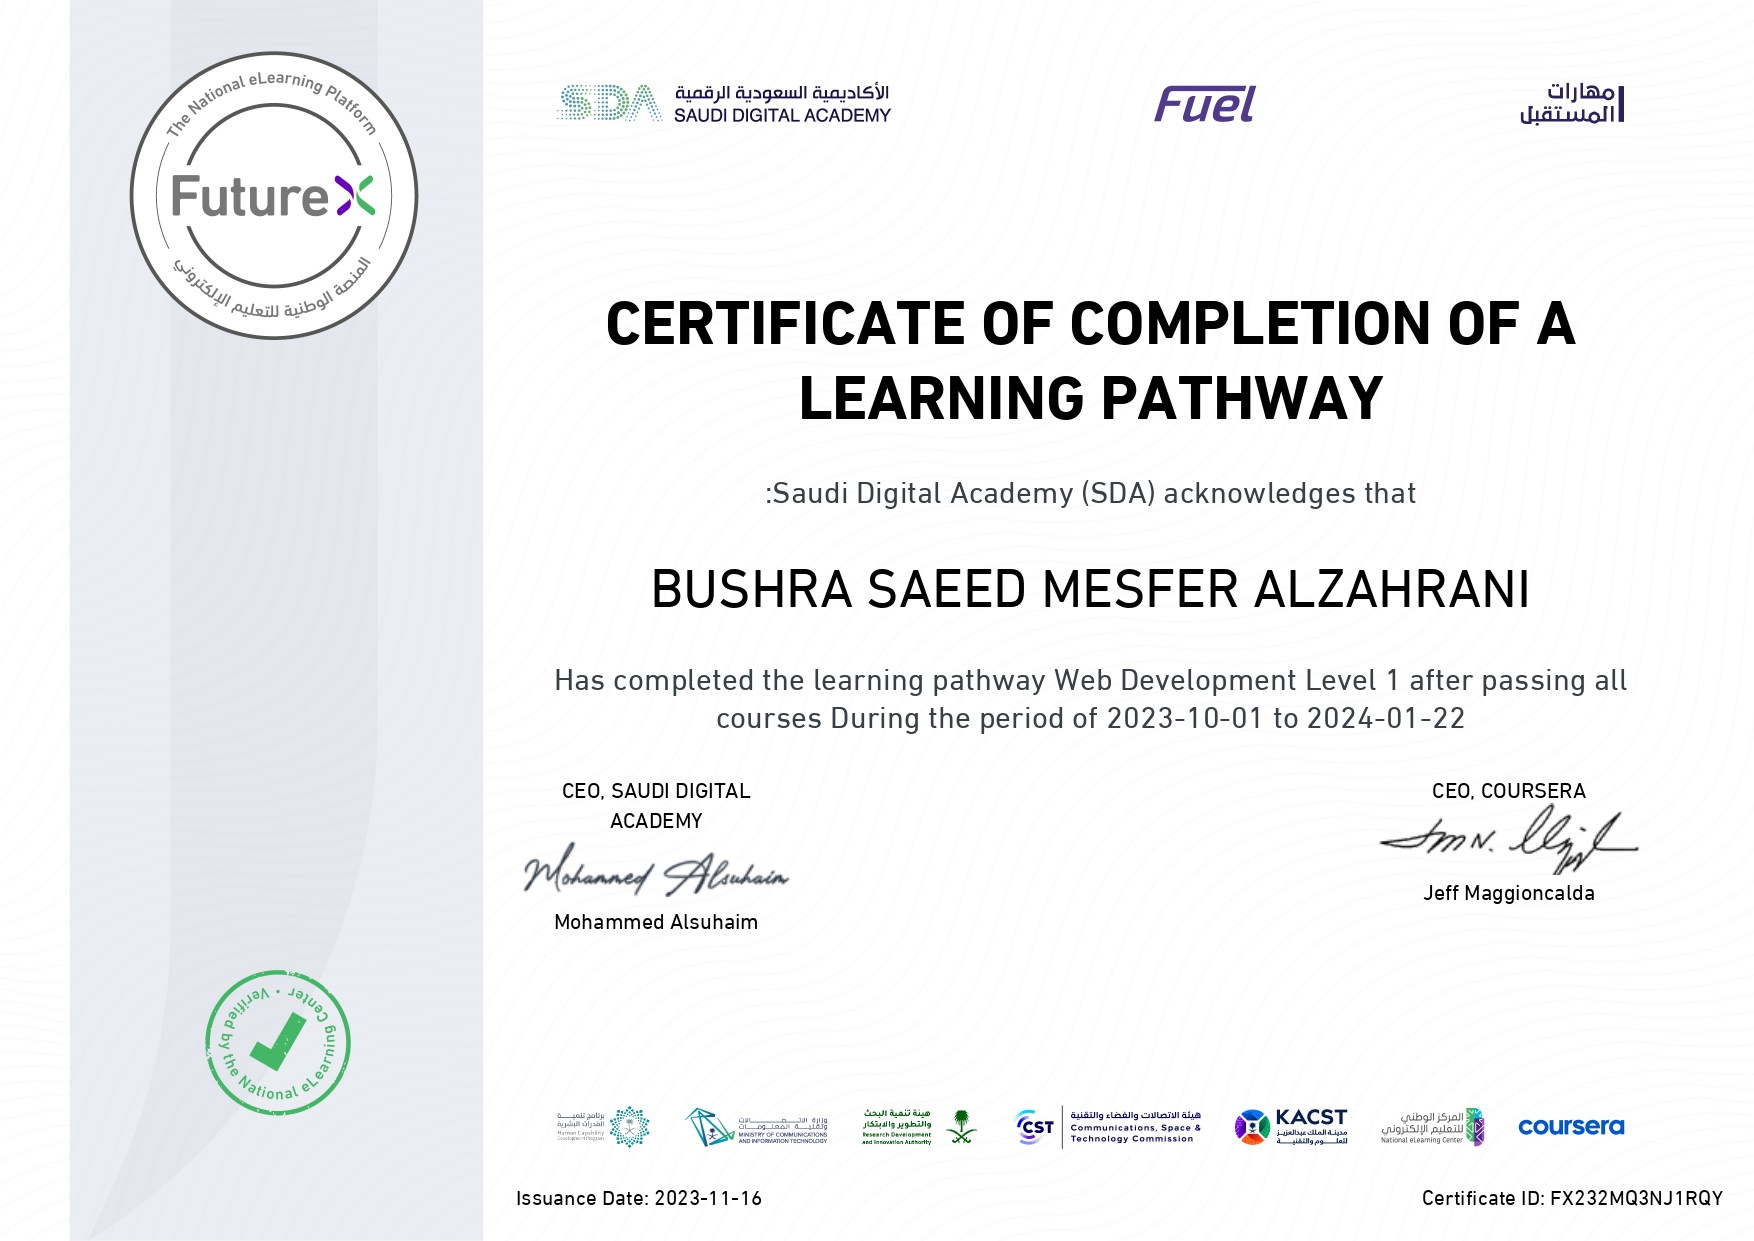 The National eLearning Platform
FutureX
المنصة الوطنية للتعليم الإلكتروني
SDA
الأكاديمية السعودية الرقمية
SAUDI DIGITAL ACADEMY
Fuel
مهارات
المستقبل
CERTIFICATE OF COMPLETION OF A
LEARNING PATHWAY
:Saudi Digital Academy (SDA) acknowledges that
BUSHRA SAEED MESFER ALZAHRANI
Has completed the learning pathway Web Development Level 1 after passing all
courses During the period of 2023-10-01 to 2024-01-22
CEO, SAUDI DIGITAL
ACADEMY
Mohammed Alsuhaim
Mohammed Alsuhaim
CEO, COURSERA
Jeff Maggioncalda
Verified by the National eLearning Center •
برنامج تنمية
القدرات البشرية
Human Capability
Development Program
وزارة الاتصالات
وتقنية المعلومات
MINISTRY OF COMMUNICATIONS
AND INFORMATION TECHNOLOGY
هيئة تنمية البحث
والتطوير والابتكار
Research Development
and Innovation Authority
CST
هيئة الاتصالات والفضاء والتقنية
Communications, Space &
Technology Commission
KACST
مدينة الملك عبدالعزيز
للعلوم والتقنية
المركز الوطني
للتعليم الإلكتروني
National eLearning Center
coursera
Issuance Date: 2023-11-16
Certificate ID: FX232MQ3NJ1RQY